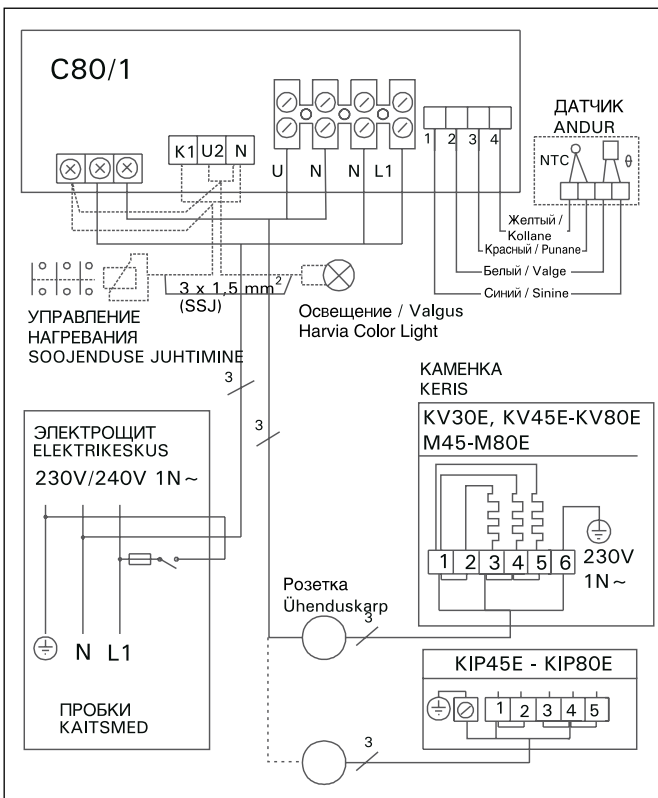 C80/1
K1 U2 N
U N N L1
1 2 3 4
ДАТЧИК
ANDUR
NTC θ
Желтый /
Kollane
Красный / Punane
Белый / Valge
Синий / Sinine
3 x 1,5 mm²
(SSJ)
УПРАВЛЕНИЕ
НАГРЕВАНИЯ
SOOJENDUSE JUHTIMINE
Освещение / Valgus
Harvia Color Light
3
3
КАМЕНКА
KERIS
KV30E, KV45E-KV80E
M45-M80E
1 2 3 4 5 6
230V
1N~
ЭЛЕКТРОЩИТ
ELEKTRIKESKUS
230V/240V 1N~
N L1
ПРОБКИ
KAITSMED
Розетка
Ühenduskarp
3
KIP45E - KIP80E
1 2 3 4 5
3